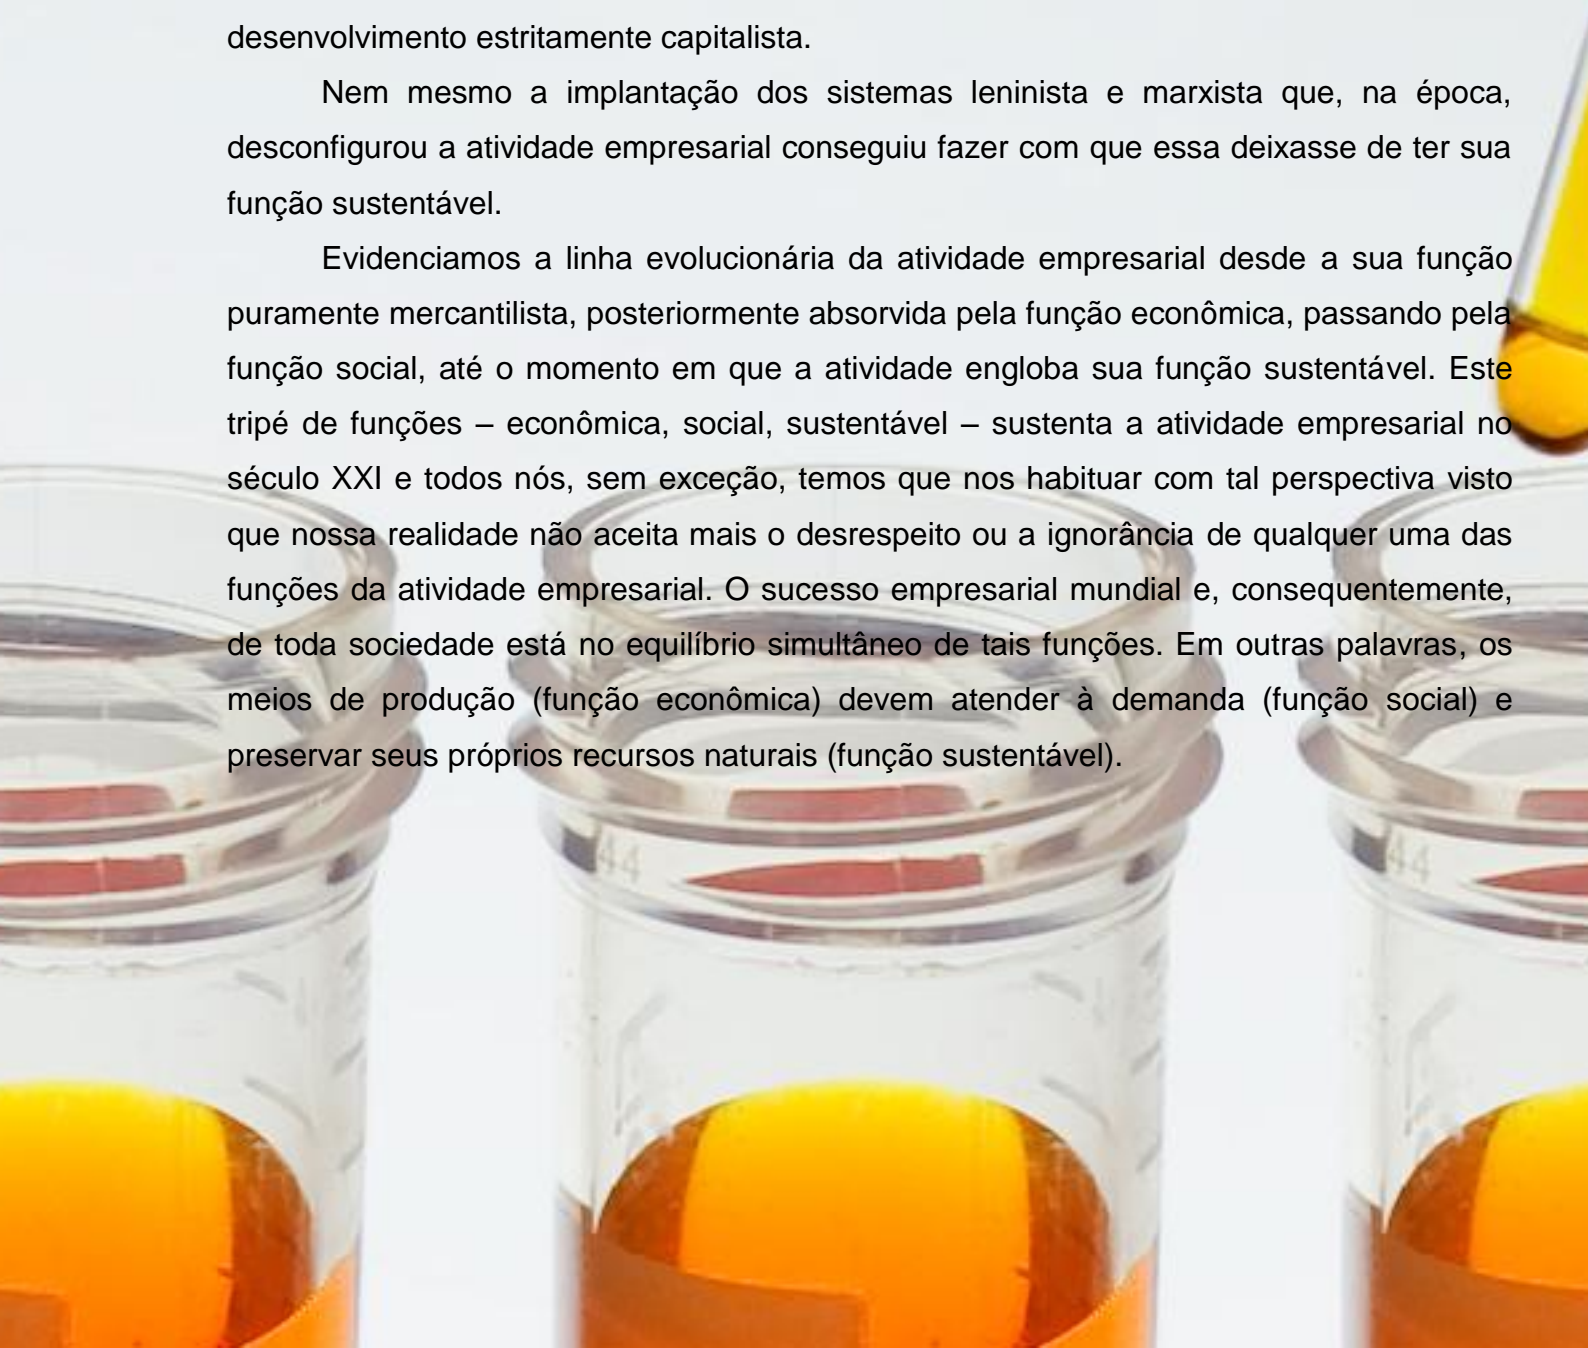 desenvolvimento estritamente capitalista.
Nem mesmo a implantação dos sistemas leninista e marxista que, na época,
desconfigurou a atividade empresarial conseguiu fazer com que essa deixasse de ter sua
função sustentável.
Evidenciamos a linha evolucionária da atividade empresarial desde a sua função
puramente mercantilista, posteriormente absorvida pela função econômica, passando pela
função social, até o momento em que a atividade engloba sua função sustentável. Este
tripé de funções – econômica, social, sustentável – sustenta a atividade empresarial no
século XXI e todos nós, sem exceção, temos que nos habituar com tal perspectiva visto
que nossa realidade não aceita mais o desrespeito ou a ignorância de qualquer uma das
funções da atividade empresarial. O sucesso empresarial mundial e, consequentemente,
de toda sociedade está no equilíbrio simultâneo de tais funções. Em outras palavras, os
meios de produção (função econômica) devem atender à demanda (função social) e
preservar seus próprios recursos naturais (função sustentável).
44
44